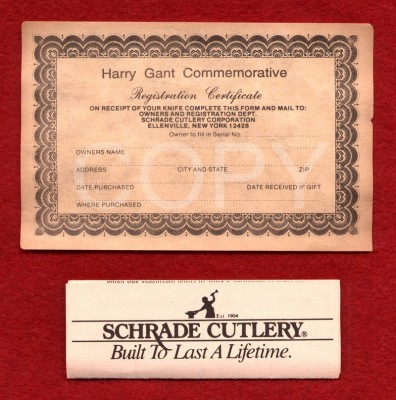 Harry Gant Commemorative
Registration Certificate
ON RECEIPT OF YOUR KNIFE COMPLETE THIS FORM AND MAIL TO:
OWNERS AND REGISTRATION DEPT.
SCHRADE CUTLERY CORPORATION
ELLENVILLE, NEW YORK 12428
Owner to fill in Serial No.
OWNERS NAME
ADDRESS CITY AND STATE ZIP
COPY
DATE PURCHASED DATE RECEIVED IF GIFT
WHERE PURCHASED
Est 1904
SCHRADE CUTLERY®
Built To Last A Lifetime.